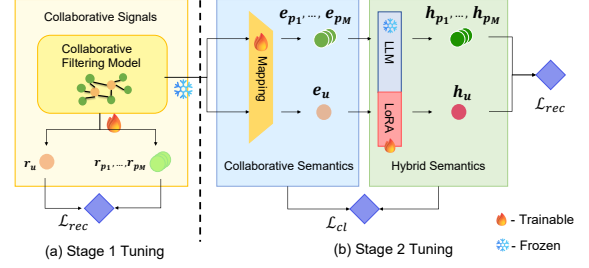 Collaborative Signals
Collaborative
Filtering Model
r_u
r_{p_1},...,r_{p_M}
ℒ_rec
(a) Stage 1 Tuning
Mapping
e_{p_1},...,e_{p_M}
e_u
Collaborative Semantics
LLM
LoRA
h_{p_1},...,h_{p_M}
h_u
Hybrid Semantics
ℒ_rec
ℒ_cl
- Trainable
- Frozen
(b) Stage 2 Tuning